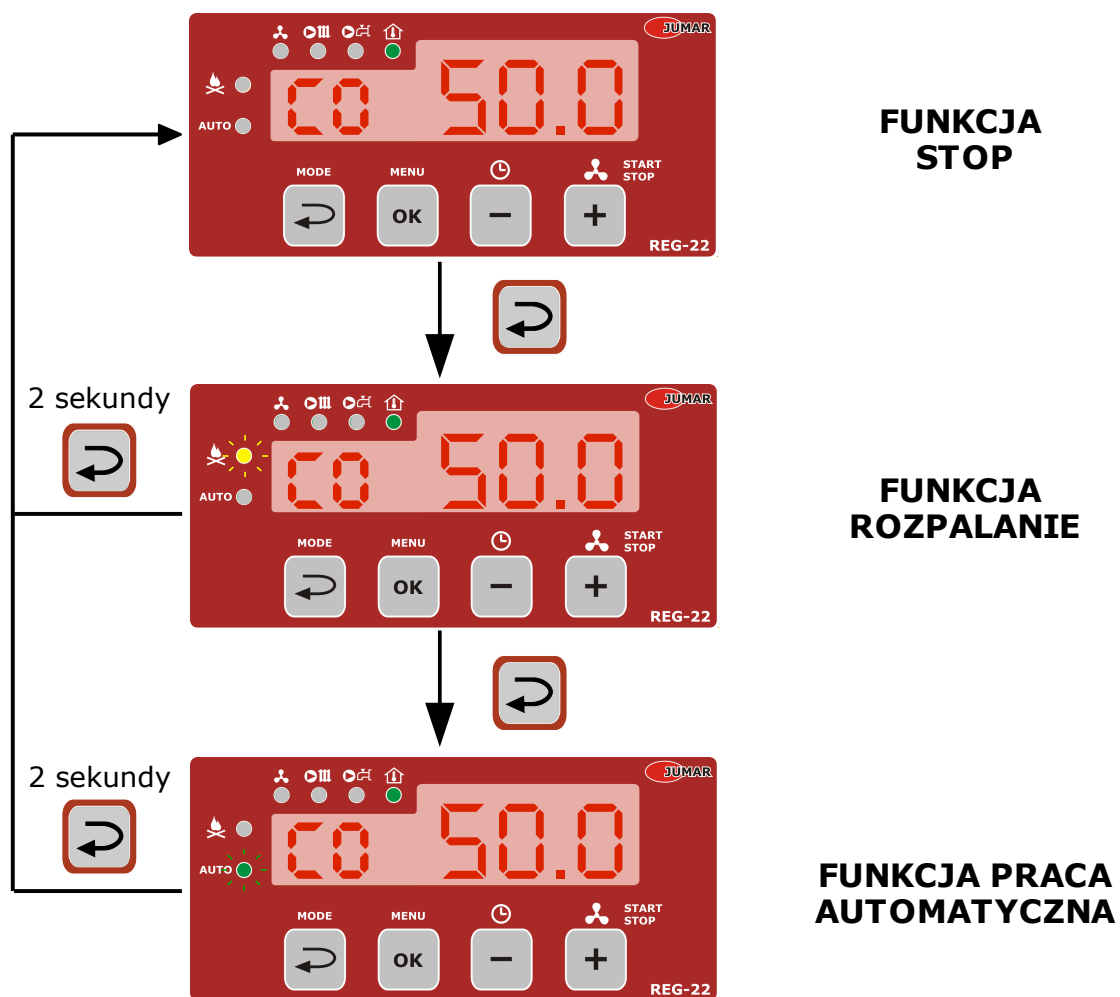 JUMAR
AUTO
CO 50.0
MODE MENU START
STOP
OK - +
REG-22
FUNKCJA
STOP
2 sekundy
JUMAR
AUTO
CO 50.0
MODE MENU START
STOP
OK - +
REG-22
FUNKCJA
ROZPALANIE
2 sekundy
JUMAR
AUTO
CO 50.0
MODE MENU START
STOP
OK - +
REG-22
FUNKCJA PRACA
AUTOMATYCZNA